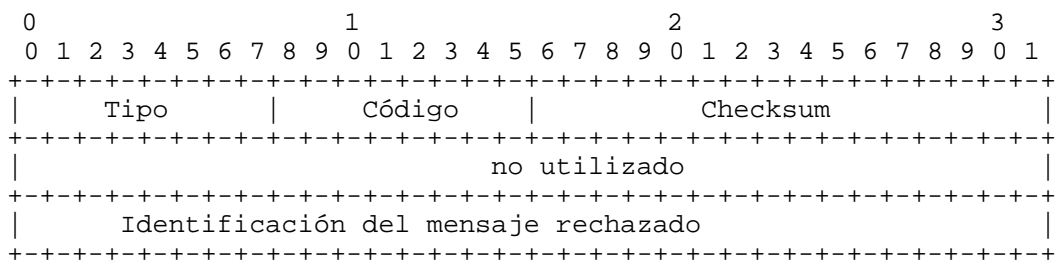 0                   1                   2                   3
0 1 2 3 4 5 6 7 8 9 0 1 2 3 4 5 6 7 8 9 0 1 2 3 4 5 6 7 8 9 0 1
+-+-+-+-+-+-+-+-+-+-+-+-+-+-+-+-+-+-+-+-+-+-+-+-+-+-+-+-+-+-+-+-+
|     Tipo      |     Código    |          Checksum             |
+-+-+-+-+-+-+-+-+-+-+-+-+-+-+-+-+-+-+-+-+-+-+-+-+-+-+-+-+-+-+-+-+
|                             no utilizado                      |
+-+-+-+-+-+-+-+-+-+-+-+-+-+-+-+-+-+-+-+-+-+-+-+-+-+-+-+-+-+-+-+-+
|      Identificación del mensaje rechazado                     |
+-+-+-+-+-+-+-+-+-+-+-+-+-+-+-+-+-+-+-+-+-+-+-+-+-+-+-+-+-+-+-+-+